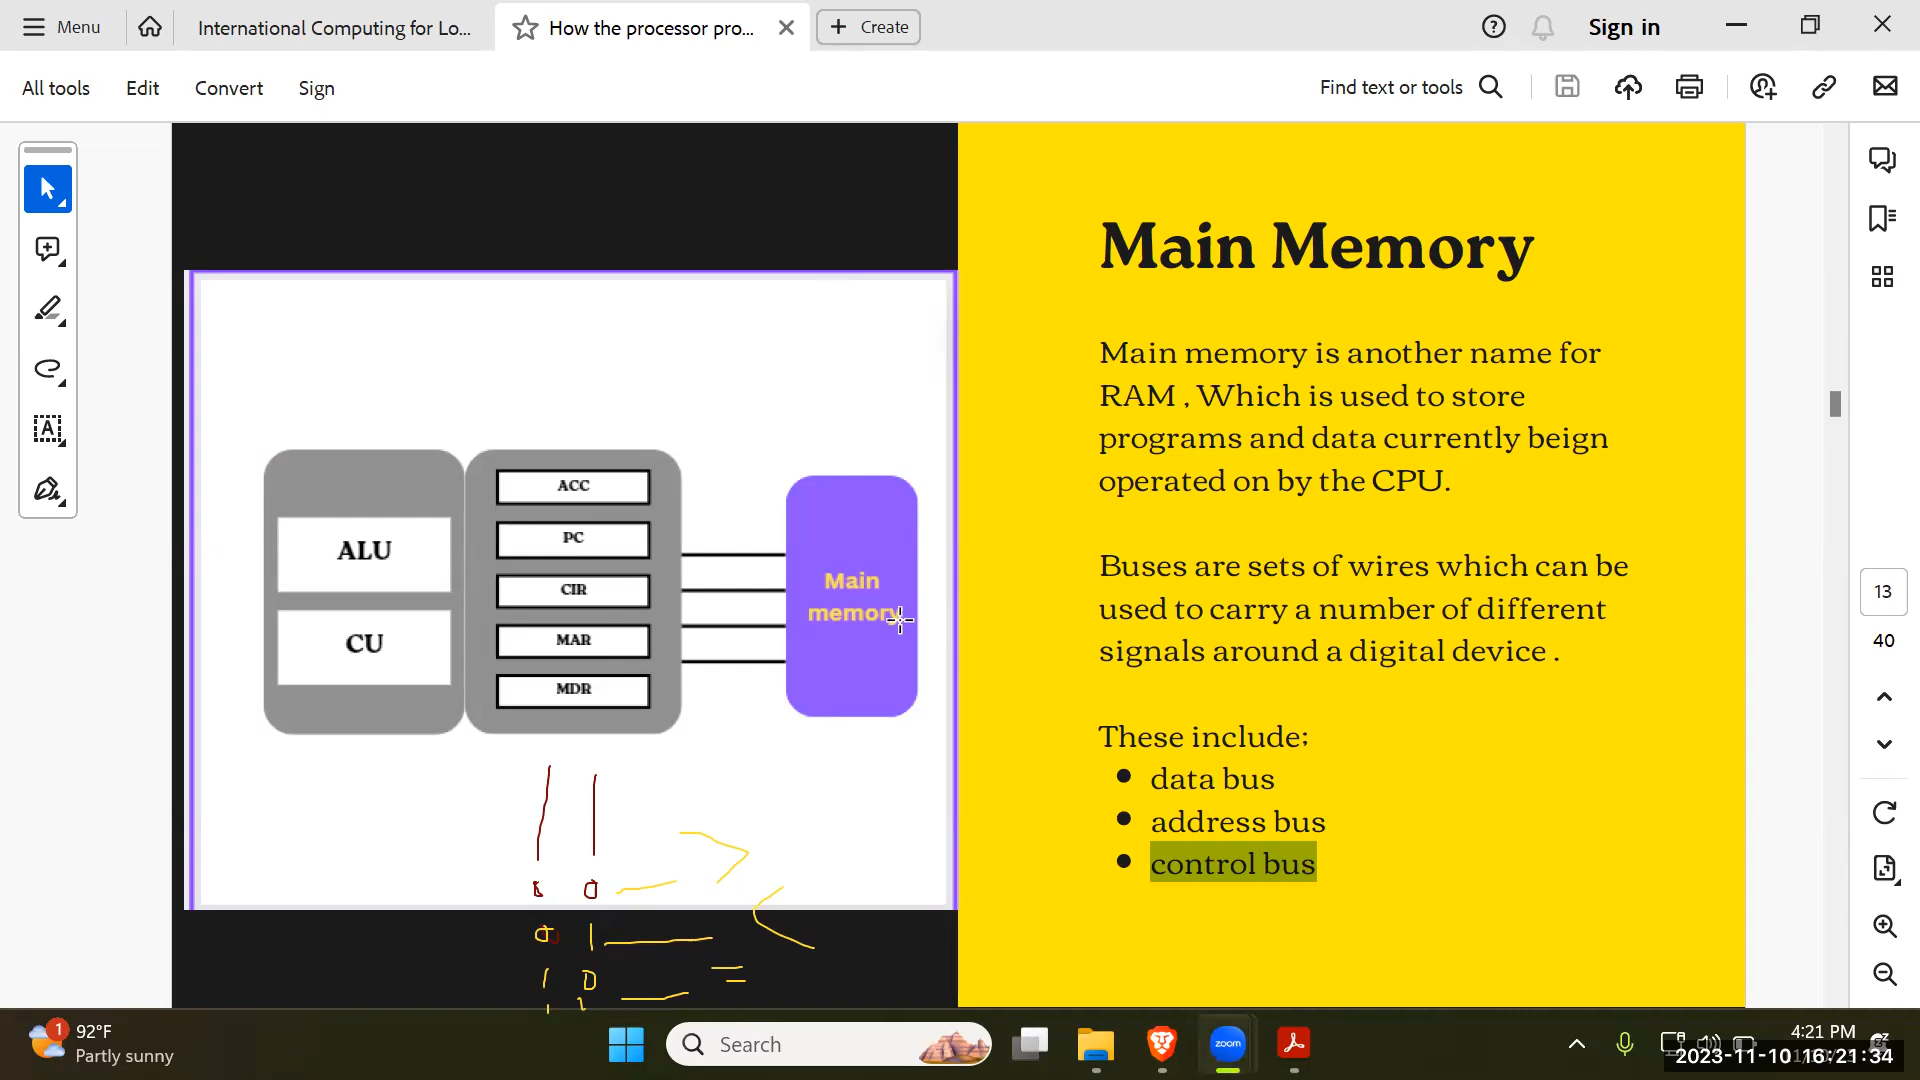 Menu
International Computing for Lo...
How the processor pro...
Create
Sign in
All tools
Edit
Convert
Sign
Find text or tools
Main Memory
Main memory is another name for
RAM , Which is used to store
programs and data currently beign
operated on by the CPU.
Buses are sets of wires which can be
used to carry a number of different
signals around a digital device .
These include;
data bus
address bus
control bus
ACC
PC
CIR
MAR
MDR
ALU
CU
Main
memory
13
40
1
92°F
Partly sunny
Search
zoom
4:21 PM
2023-11-10 16:21:34